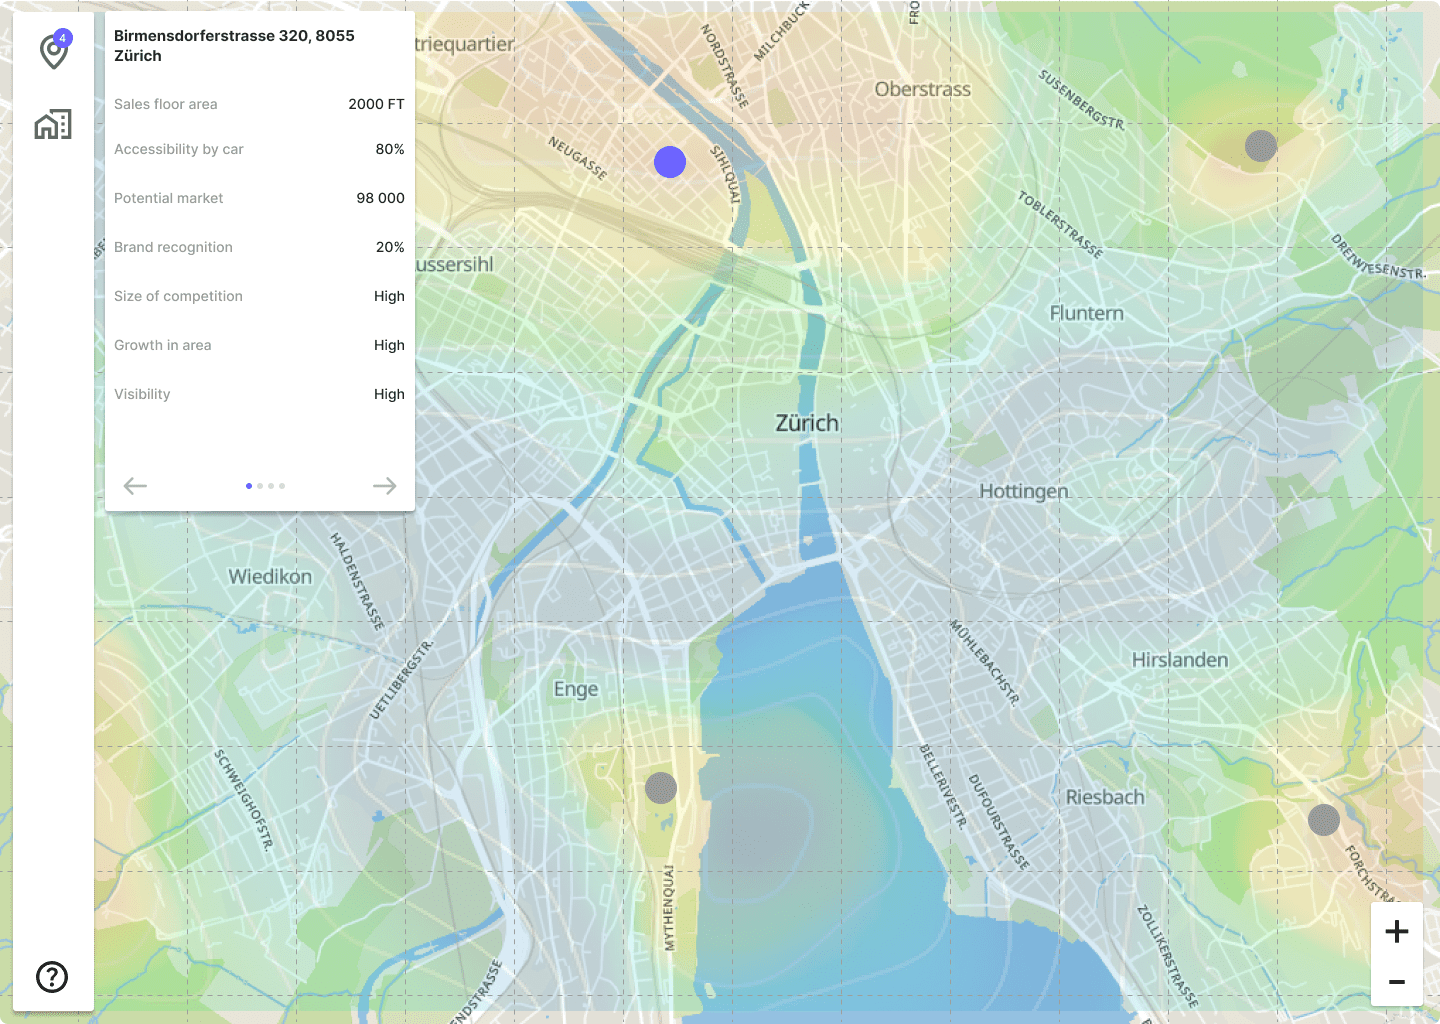 4
Birmensdorferstrasse 320, 8055
Zürich
Sales floor area 2000 FT
Accessibility by car 80%
Potential market 98 000
Brand recognition 20%
Size of competition High
Growth in area High
Visibility High
triequartier
NORDSTRASSE
MILCHBUCK
FRO
Oberstrass
SUSENBERGSTR.
NEUGASSE
SIHLQUAI
TOBLERSTRASSE
DREIWIESENSTR.
ussersihl
Fluntern
Zürich
Hottingen
HALDENSTRASSE
Wiedikon
UETLIBERGSTR.
Enge
MÜHLEBACHSTR.
Hirslanden
SCHWEIGHOFSTR.
BELLERIVESTR.
DUFOURSTRASSE
Riesbach
FORCHSTRA
MYTHENQUAI
ZOLLIKERSTRASSE
ENDSTRASSE
?
+
-